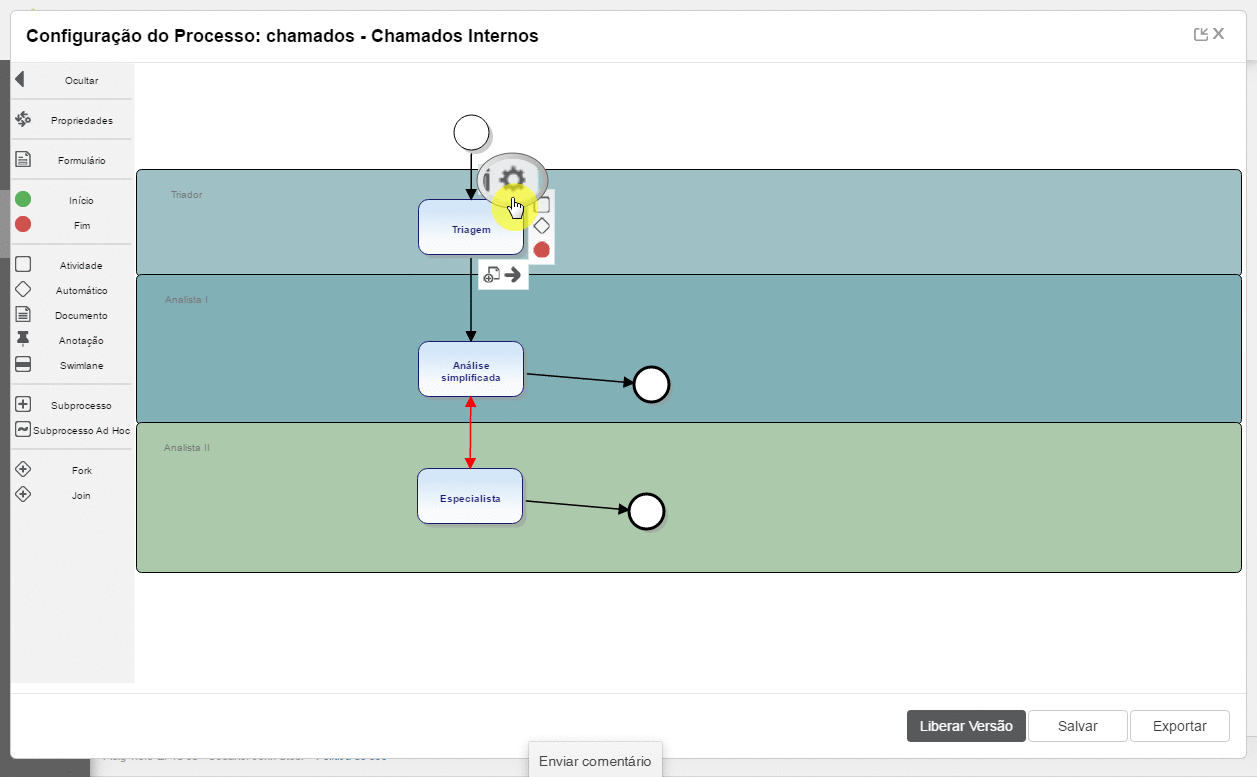 Configuração do Processo: chamados - Chamados Internos
Ocultar
Propriedades
Formulário
Início
Fim
Atividade
Automático
Documento
Anotação
Swimlane
Subprocesso
Subprocesso Ad Hoc
Fork
Join
Triador
Triagem
Analista I
Análise
simplificada
Analista II
Especialista
Liberar Versão
Salvar
Exportar
Enviar comentário